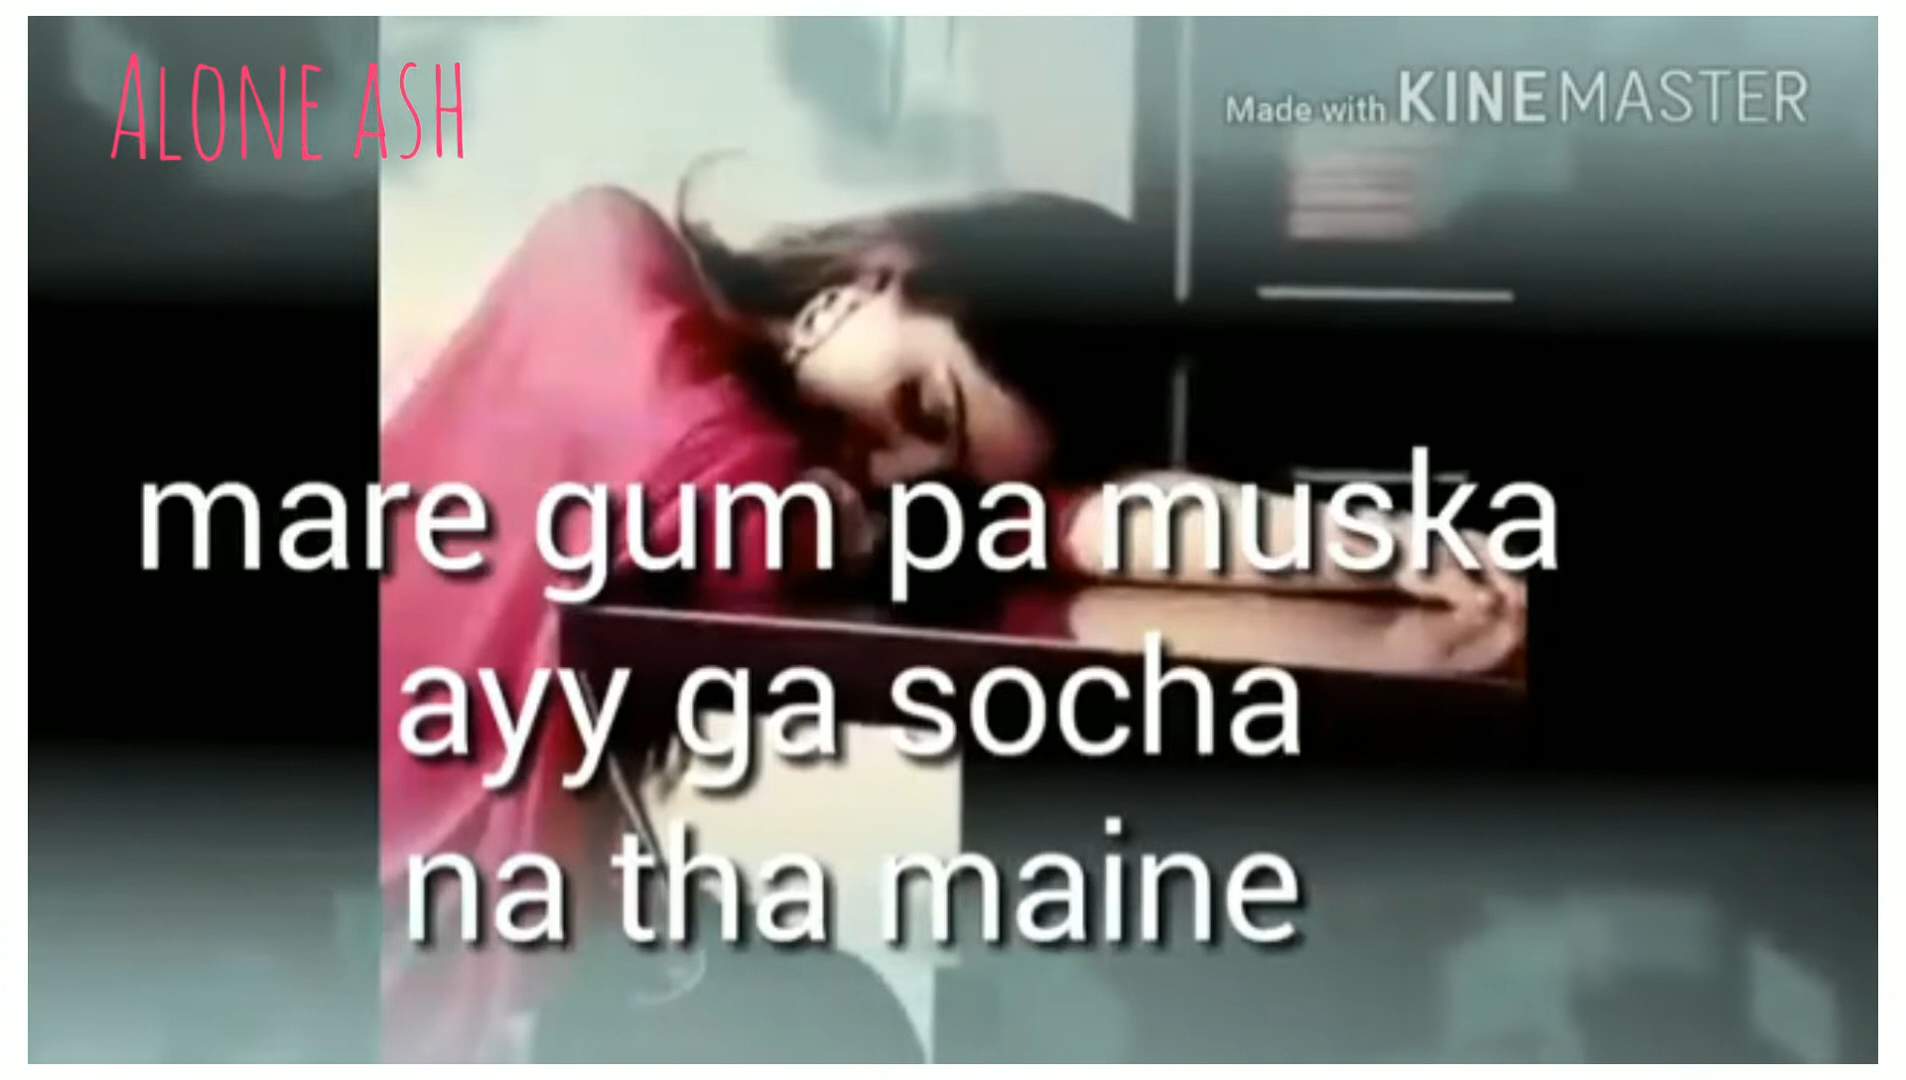 ALONE ASH
Made with KINEMASTER
mare gum pa muska
ayy ga socha
na tha maine